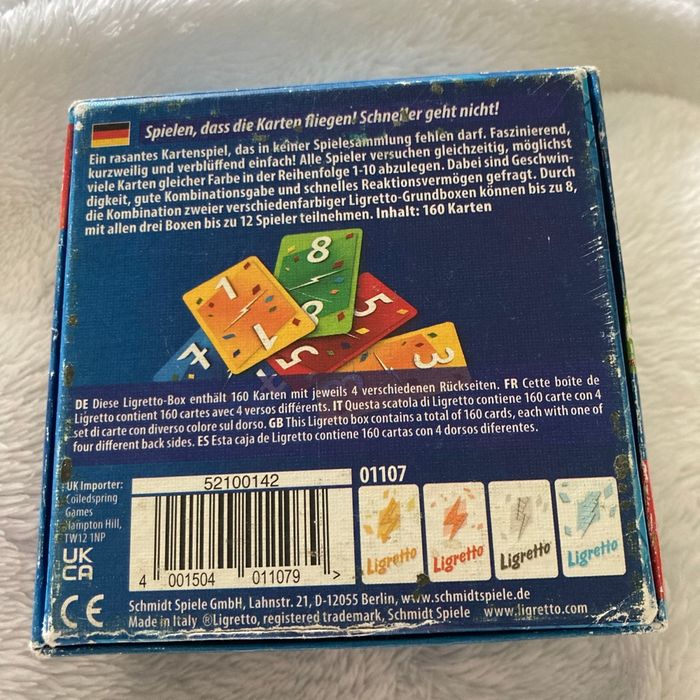 Spielen, dass die Karten fliegen! Schneller geht nicht!
Ein rasantes Kartenspiel, das in keiner Spielesammlung fehlen darf. Faszinierend,
kurzweilig und verblüffend einfach! Alle Spieler versuchen gleichzeitig, möglichst
viele Karten gleicher Farbe in der Reihenfolge 1-10 abzulegen. Dabei sind Geschwin-
digkeit, gute Kombinationsgabe und schnelles Reaktionsvermögen gefragt. Durch
die Kombination zweier verschiedenfarbiger Ligretto-Grundboxen können bis zu 8,
mit allen drei Boxen bis zu 12 Spieler teilnehmen. Inhalt: 160 Karten
8
1
8
5
1
7
5
3
DE Diese Ligretto-Box enthält 160 Karten mit jeweils 4 verschiedenen Rückseiten. FR Cette boîte de
Ligretto contient 160 cartes avec 4 versos différents. IT Questa scatola di Ligretto contiene 160 carte con 4
set di carte con diverso colore sul dorso. GB This Ligretto box contains a total of 160 cards, each with one of
four different back sides. ES Esta caja de Ligretto contiene 160 cartas con 4 dorsos diferentes.
UK Importer:
Coiledspring
Games
Hampton Hill,
TW12 1NP
UK
CA
CE
52100142
4 001504 011079 >
01107
Ligretto
Ligretto
Ligretto
Ligretto
Schmidt Spiele GmbH, Lahnstr. 21, D-12055 Berlin, www.schmidtspiele.de
Made in Italy ®Ligretto, registered trademark, Schmidt Spiele www.ligretto.com